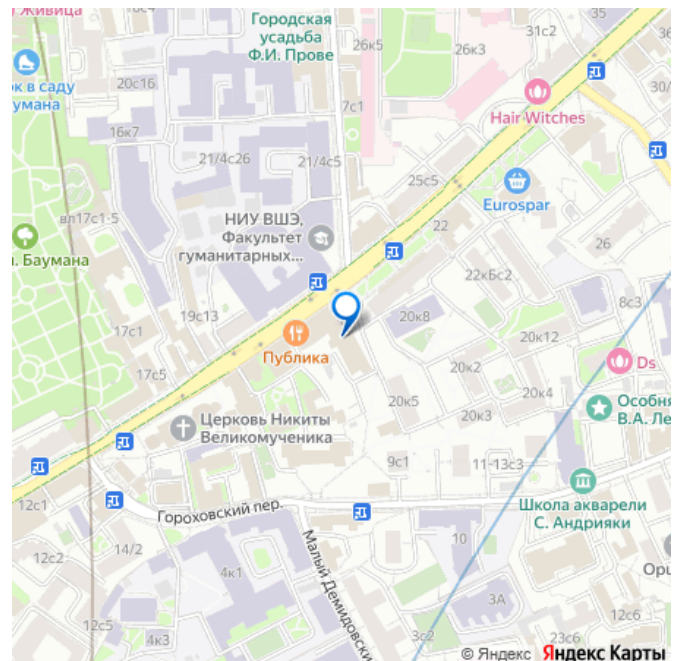 Живица
Городская
усадьба
Ф.И. Прове
31с2
35
26к5
26к3
20с16
7с1
ок в саду
умана
30/
Hair Witches
16к7
21/4с26
21/4с5
25с5
Eurospar
вл17с1-5
НИУ ВШЭ,
Факультет
гуманитарных...
22
. Баумана
26
22кБс2
8с3
19с13
17с1
20к8
20к12
Публика
Ds
17с5
20к2
20к4
20к5
20к3
Особня
В.А. Ле
Церковь Никиты
Великомученика
9с1
11-13с3
Школа акварели
С. Андрияки
12с1
Гороховский пер.
10
12с2
14/2
Малый Демидовски
4к1
3А
12с5
4к3
3с2
23с6
12с6
© Яндекс Яндекс Карты